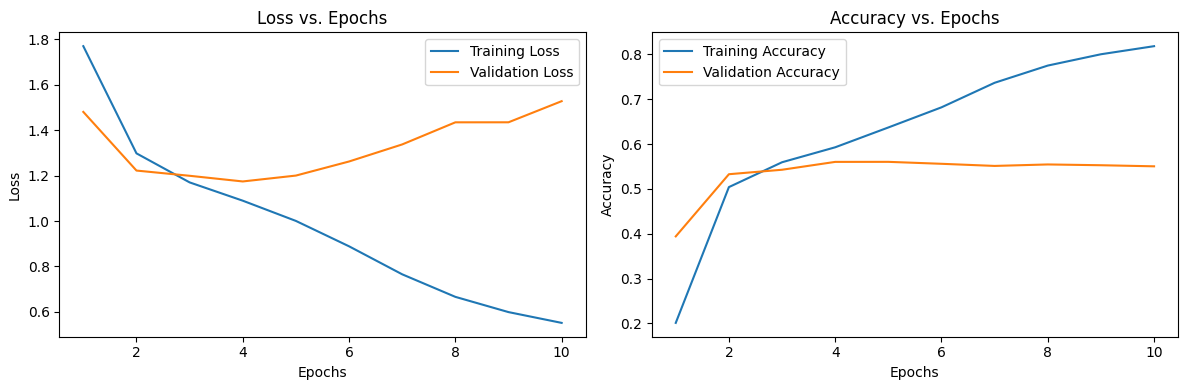 Loss vs. Epochs
1.8
1.6
1.4
1.2
1.0
0.8
0.6
Loss
2
4
6
8
10
Epochs
Training Loss
Validation Loss
Accuracy vs. Epochs
0.8
0.7
0.6
0.5
0.4
0.3
0.2
Accuracy
2
4
6
8
10
Epochs
Training Accuracy
Validation Accuracy